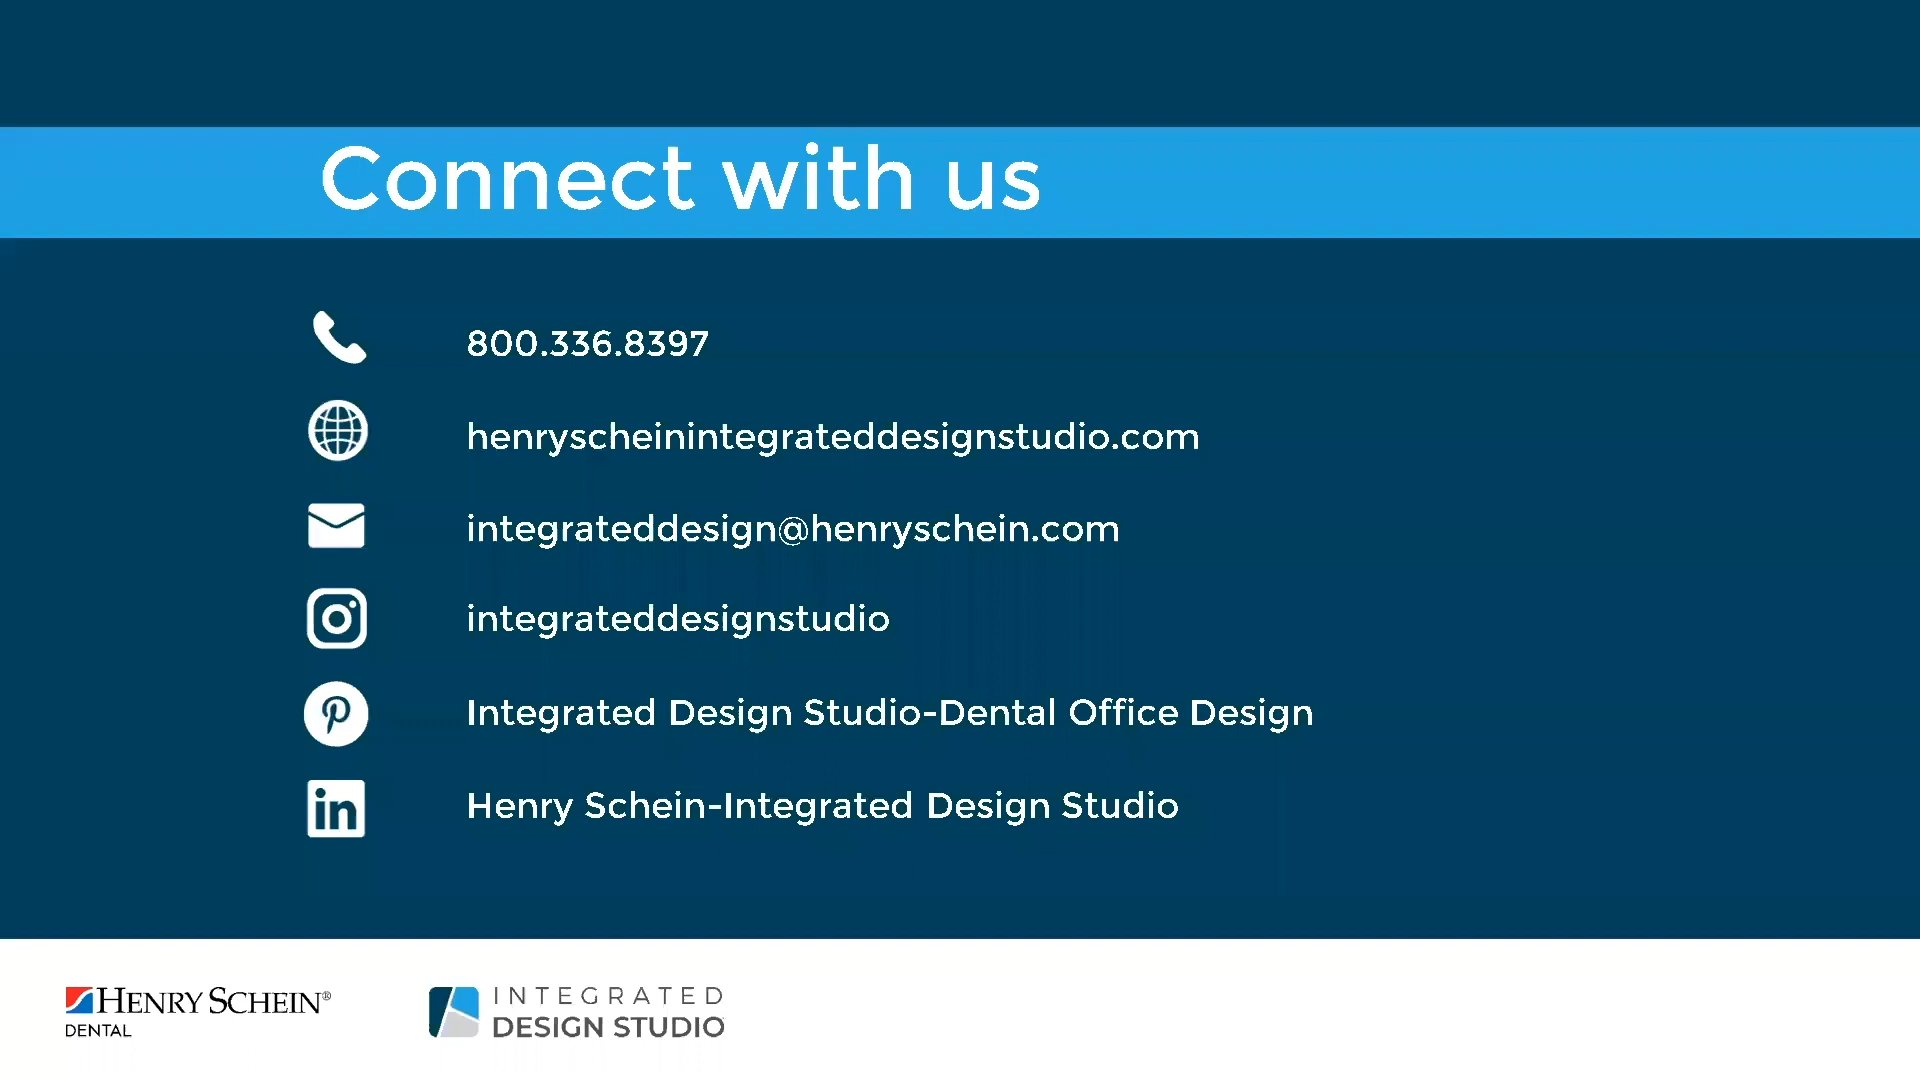 Connect with us
800.336.8397
henryscheinintegrateddesignstudio.com
integrateddesign@henryschein.com
integrateddesignstudio
Integrated Design Studio-Dental Office Design
Henry Schein-Integrated Design Studio
HENRY SCHEIN®
DENTAL
INTEGRATED
DESIGN STUDIO